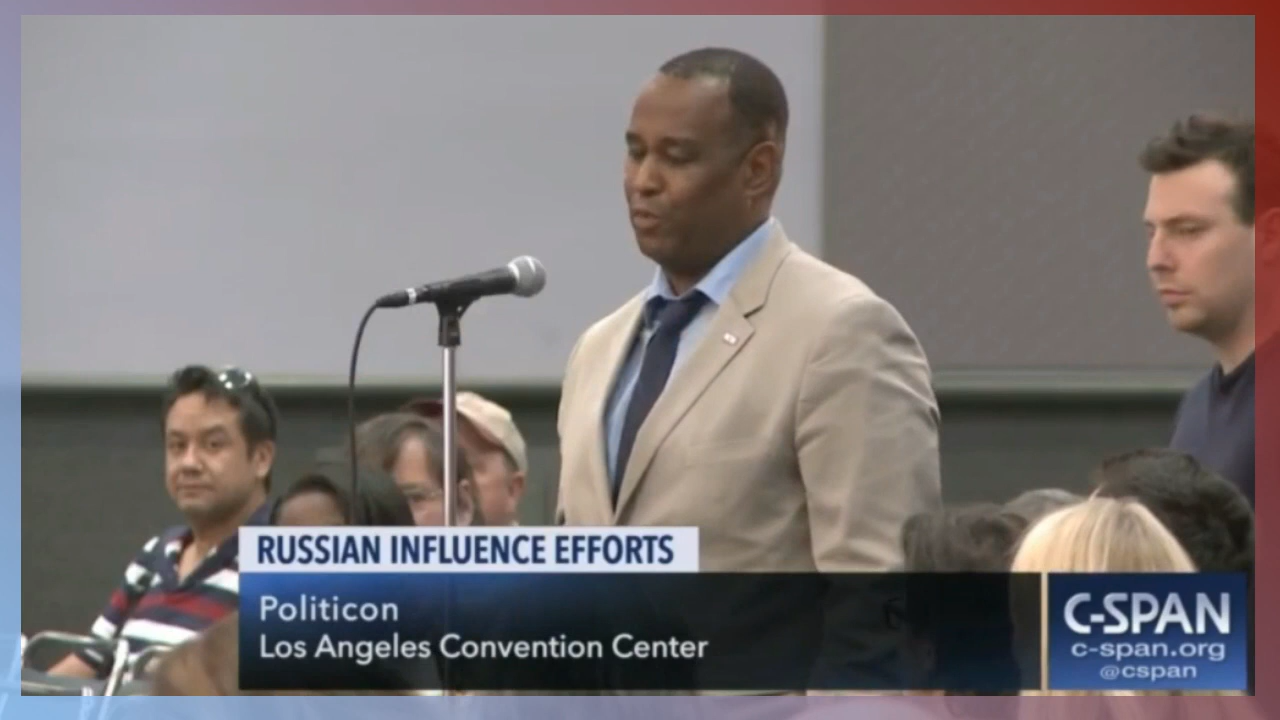 RUSSIAN INFLUENCE EFFORTS
Politicon
Los Angeles Convention Center
C-SPAN
c-span.org
@cspan